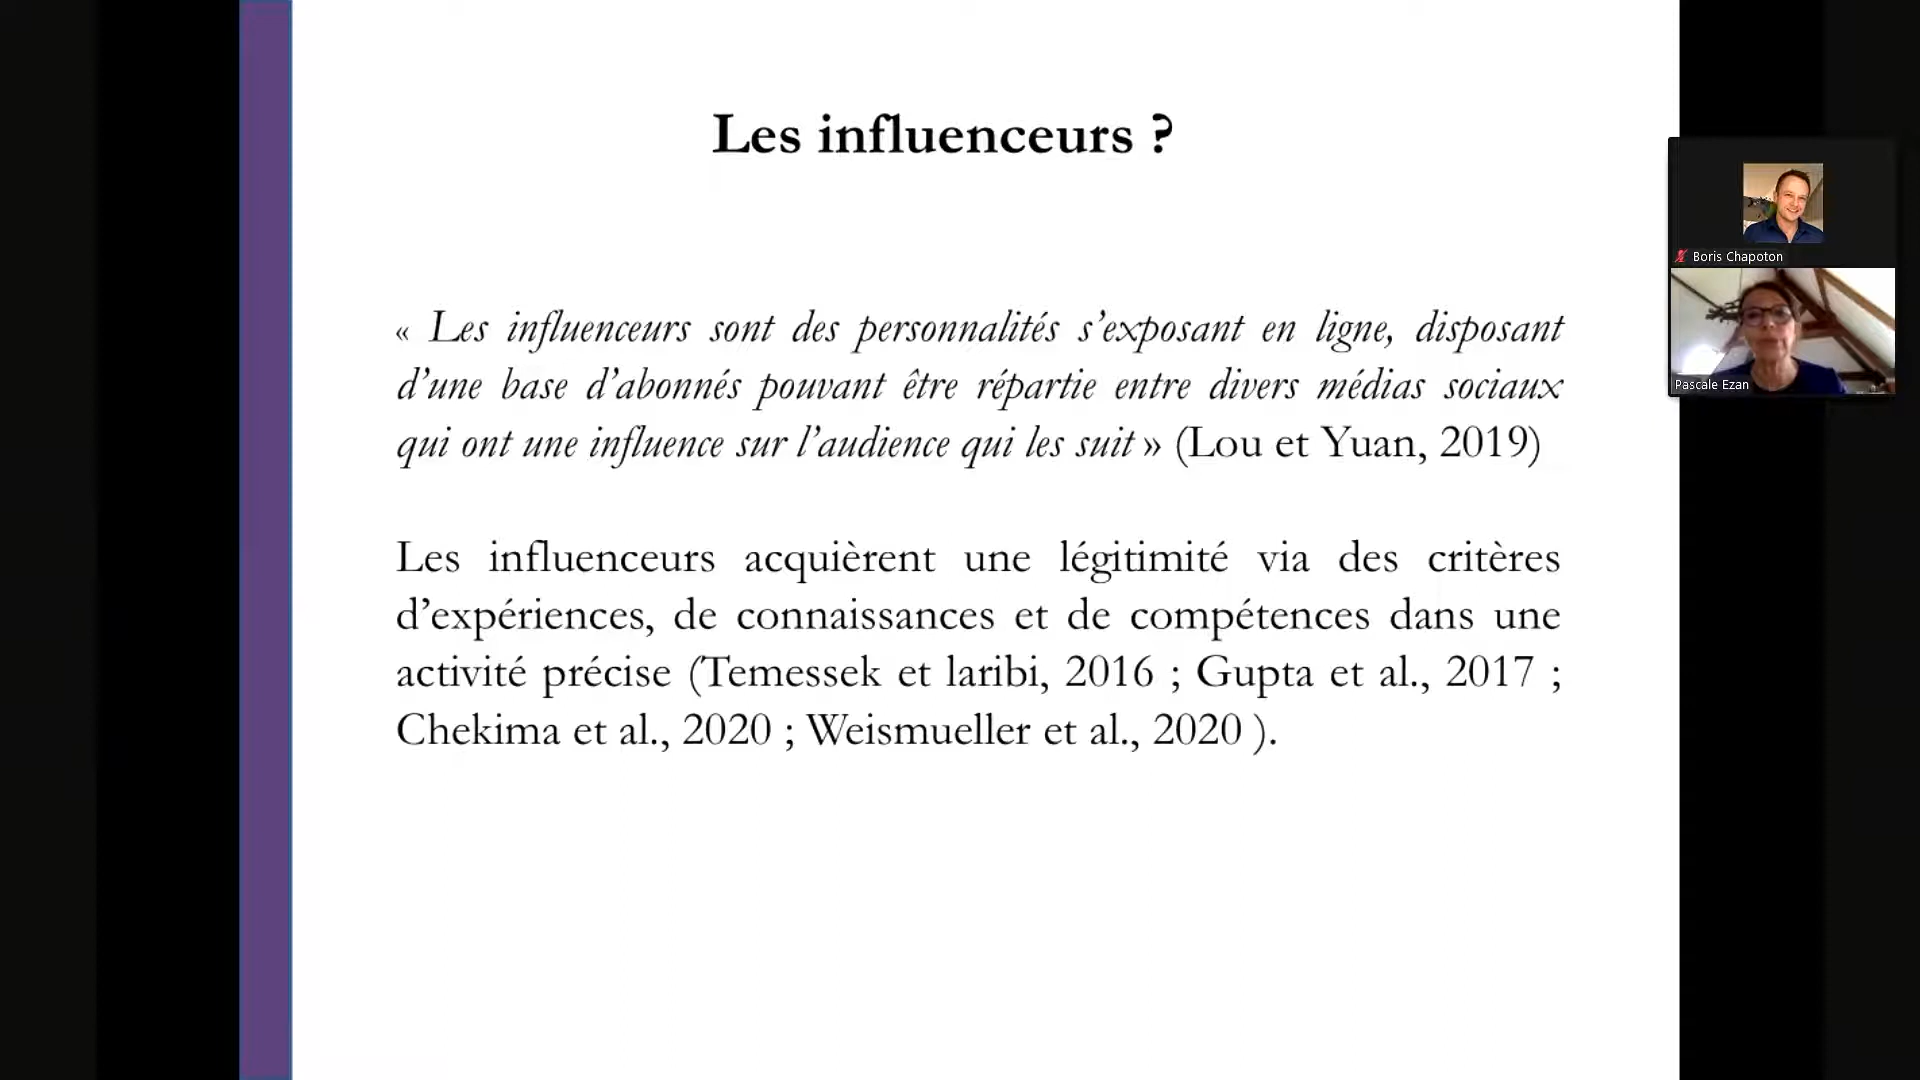 Les influenceurs ?
« Les influenceurs sont des personnalités s’exposant en ligne, disposant
d’une base d’abonnés pouvant être répartie entre divers médias sociaux
qui ont une influence sur l’audience qui les suit » (Lou et Yuan, 2019)
Les influenceurs acquièrent une légitimité via des critères
d’expériences, de connaissances et de compétences dans une
activité précise (Temessek et laribi, 2016 ; Gupta et al., 2017 ;
Chekima et al., 2020 ; Weismueller et al., 2020 ).
Boris Chapoton
Pascale Ezan